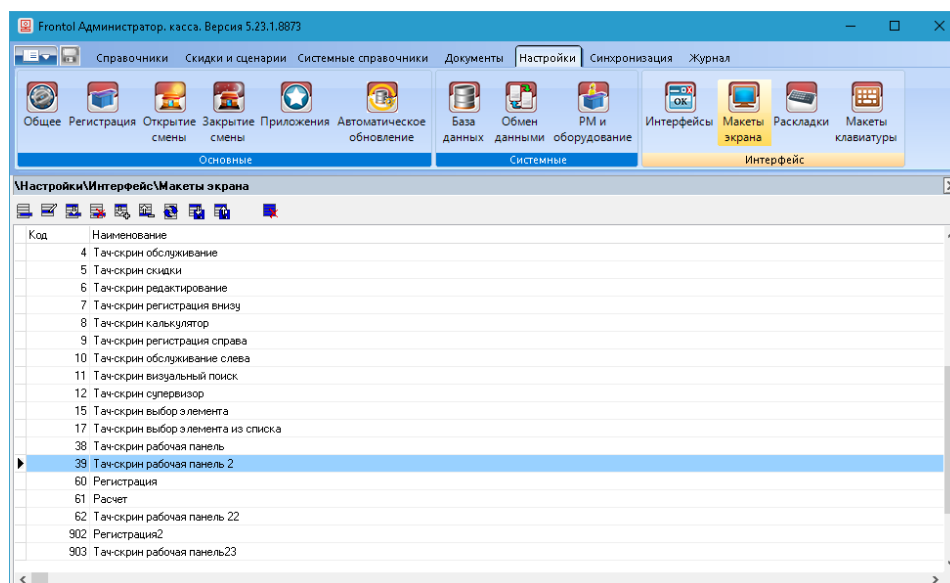 Frontol Администратор. касса. Версия 5.23.1.8873
Справочники Скидки и сценарии Системные справочники Документы Настройки Синхронизация Журнал
Общее Регистрация Открытие смены Закрытие смены Приложения Автоматическое обновление База данных Обмен данными РМ и оборудование Интерфейсы Макеты экрана Раскладки Макеты клавиатуры
OK
Основные Системные Интерфейс
\Настройки\Интерфейс\Макеты экрана
Код Наименование
4 Тач-скрин обслуживание
5 Тач-скрин скидки
6 Тач-скрин редактирование
7 Тач-скрин регистрация внизу
8 Тач-скрин калькулятор
9 Тач-скрин регистрация справа
10 Тач-скрин обслуживание слева
11 Тач-скрин визуальный поиск
12 Тач-скрин супервизор
15 Тач-скрин выбор элемента
17 Тач-скрин выбор элемента из списка
38 Тач-скрин рабочая панель
39 Тач-скрин рабочая панель 2
60 Регистрация
61 Расчет
62 Тач-скрин рабочая панель 22
902 Регистрация2
903 Тач-скрин рабочая панель23